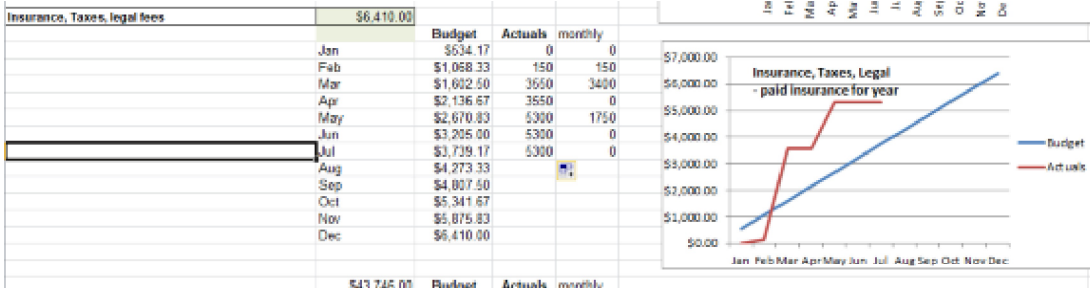 Insurance, Taxes, legal fees $6,410.00
Budget Actuals monthly
Jan $534.17 0 0
Feb $1,068.33 150 150
Mar $1,602.50 3550 3400
Apr $2,136.67 3550 0
May $2,670.83 5300 1750
Jun $3,205.00 5300 0
Jul $3,739.17 5300 0
Aug $4,273.33
Sep $4,807.50
Oct $5,341.67
Nov $5,875.83
Dec $6,410.00
$43,746.00 Budget Actuals monthly
$7,000.00
$6,000.00
$5,000.00
$4,000.00
$3,000.00
$2,000.00
$1,000.00
$0.00
Insurance, Taxes, Legal
- paid insurance for year
Jan Feb Mar Apr May Jun Jul Aug Sep Oct Nov Dec
Budget
Actuals